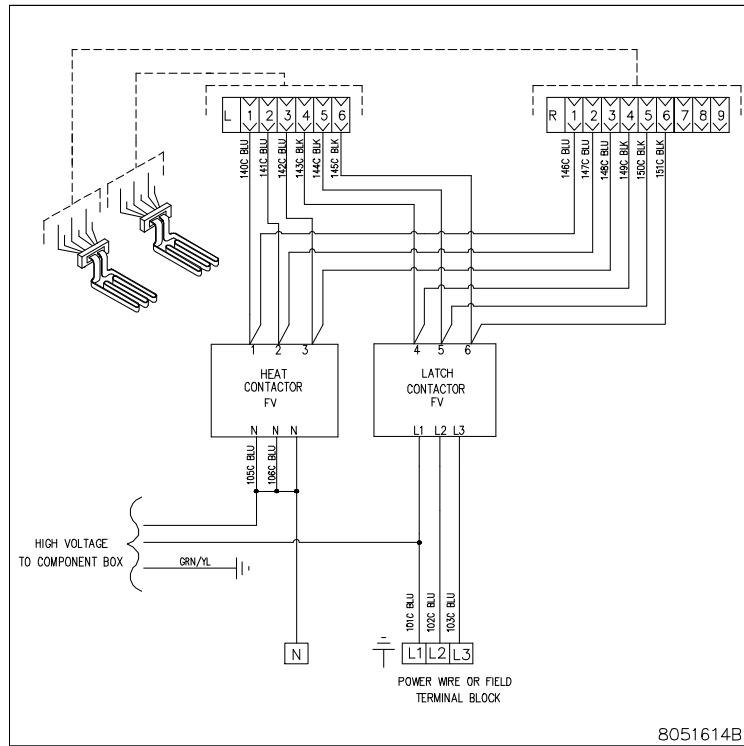 L 1 2 3 4 5 6
R 1 2 3 4 5 6 7 8 9
140C BLU
141C BLU
142C BLU
143C BLK
144C BLK
145C BLK
146C BLU
147C BLU
148C BLU
149C BLK
150C BLK
151C BLK
1 2 3
HEAT
CONTACTOR
FV
N N N
4 5 6
LATCH
CONTACTOR
FV
L1 L2 L3
105C BLU
106C BLU
HIGH VOLTAGE
TO COMPONENT BOX
GRN/YL
101C BLU
102C BLU
103C BLU
N
L1 L2 L3
POWER WIRE OR FIELD
TERMINAL BLOCK
8051614B